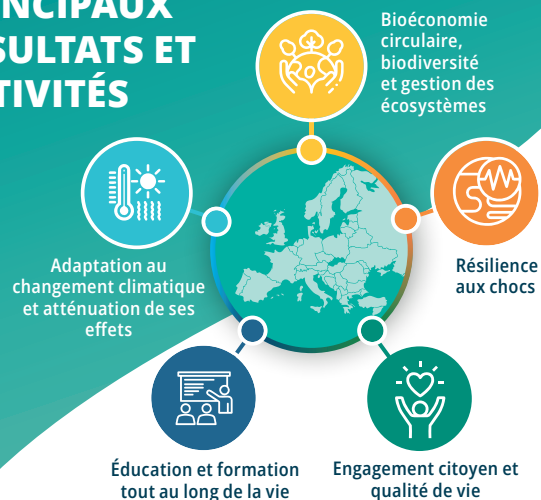 NCIPAUX
SULTATS ET
TIVITÉS
Bioéconomie
circulaire,
biodiversité
et gestion des
écosystèmes
Adaptation au
changement climatique
et atténuation de ses
effets
Résilience
aux chocs
Éducation et formation
tout au long de la vie
Engagement citoyen et
qualité de vie